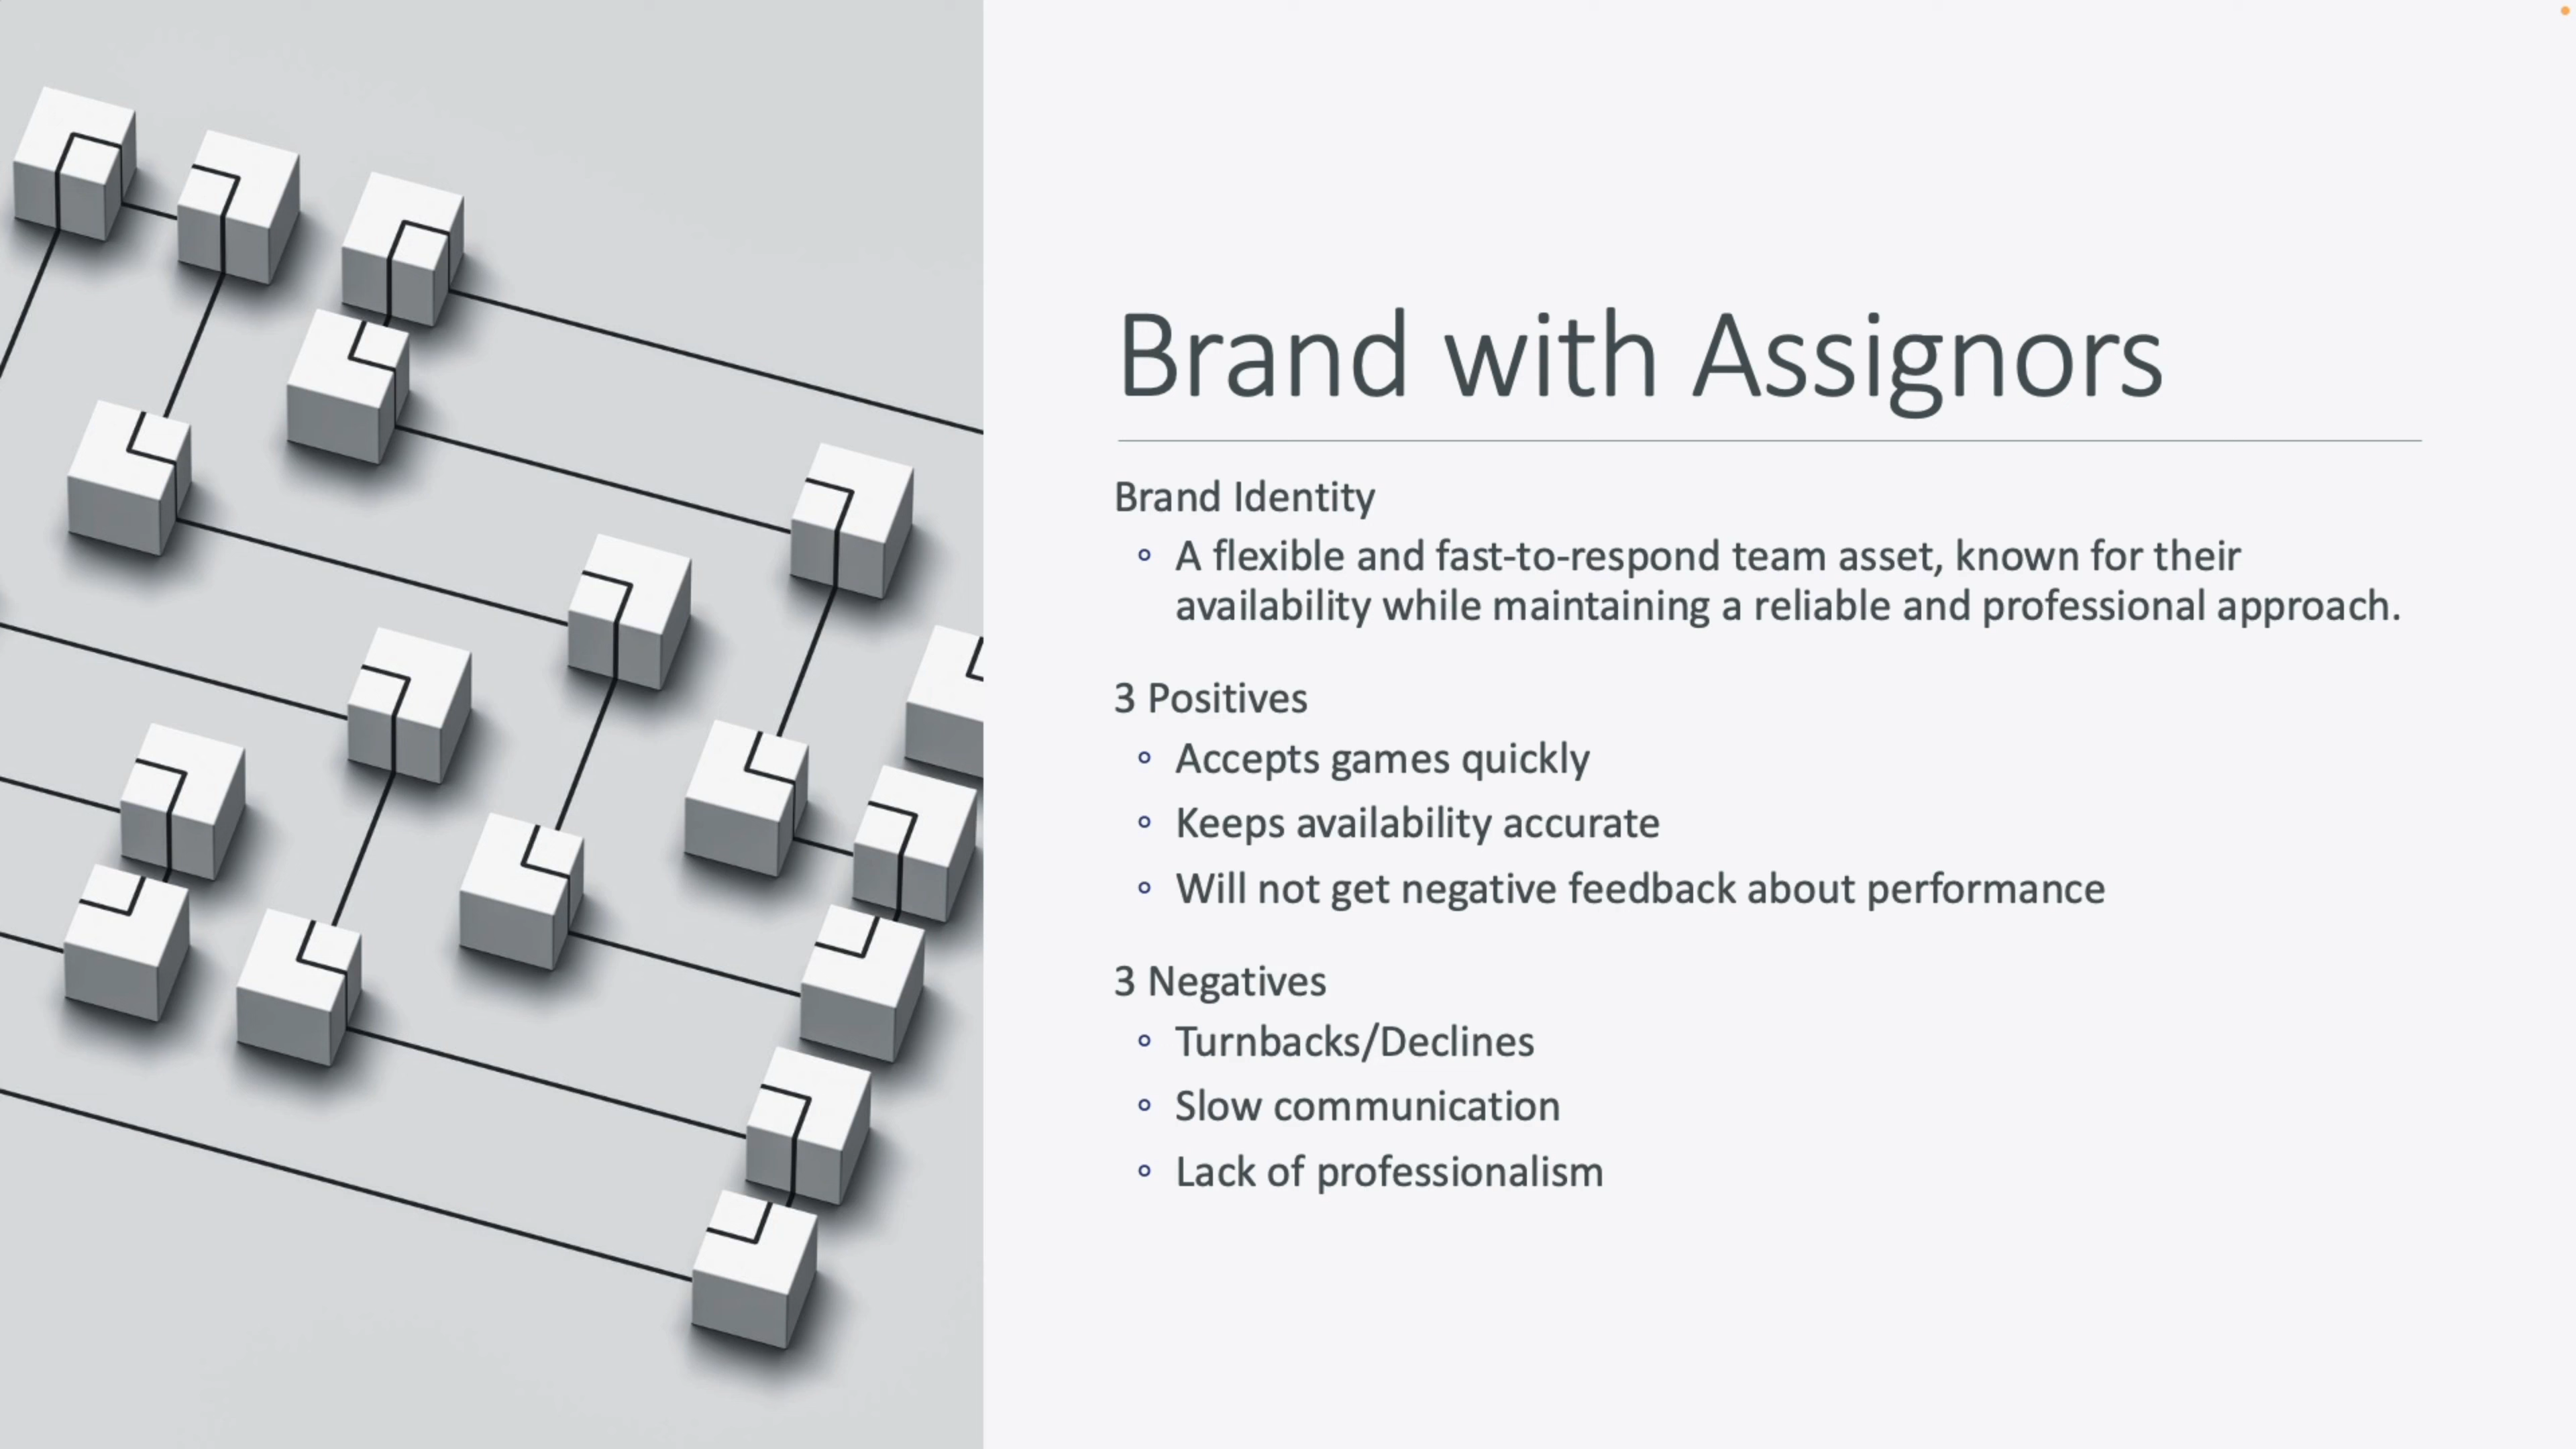 Brand with Assignors
Brand Identity
A flexible and fast-to-respond team asset, known for their
availability while maintaining a reliable and professional approach.
3 Positives
Accepts games quickly
Keeps availability accurate
Will not get negative feedback about performance
3 Negatives
Turnbacks/Declines
Slow communication
Lack of professionalism